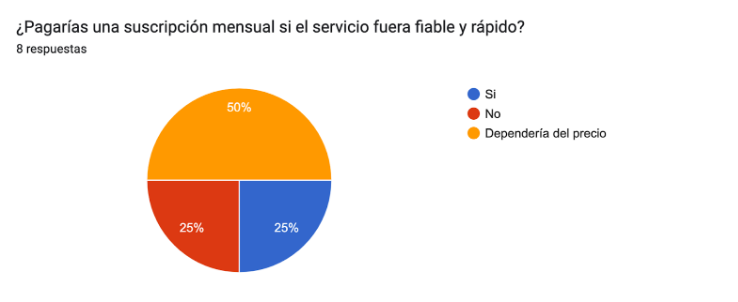 ¿Pagarías una suscripción mensual si el servicio fuera fiable y rápido?
8 respuestas
Si
No
Dependería del precio
50%
25%
25%